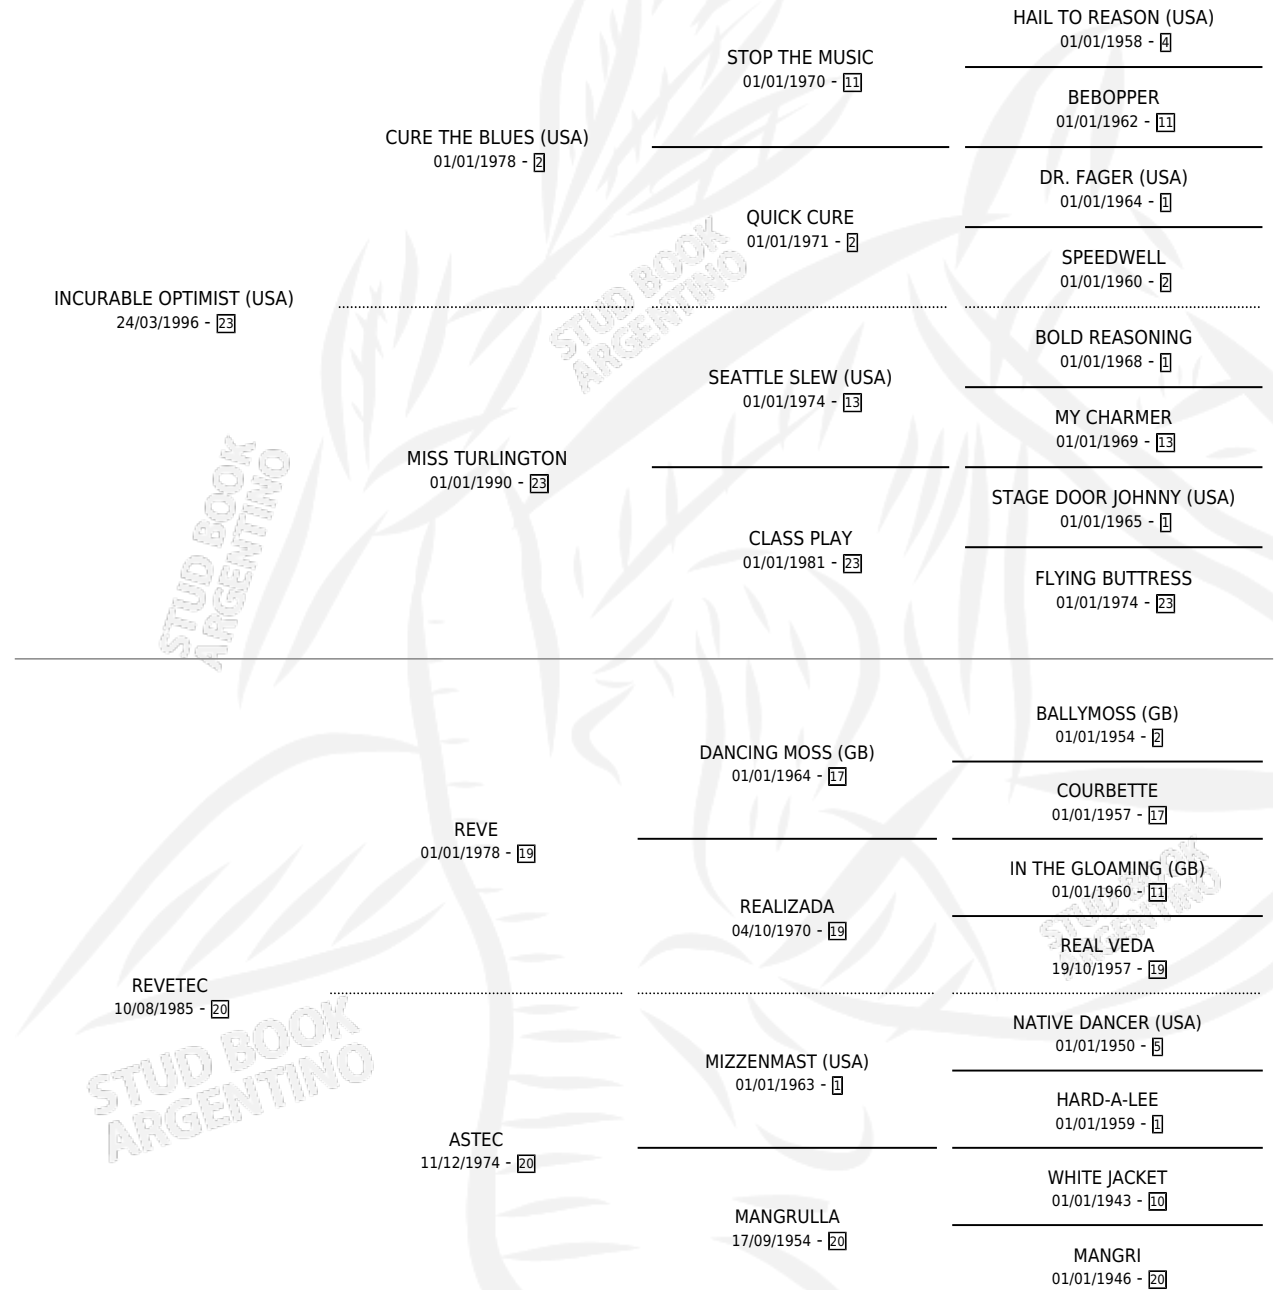 HAIL TO REASON (USA)
01/01/1958 - 4
STOP THE MUSIC
01/01/1970 - 11
BEBOPPER
01/01/1962 - 11
CURE THE BLUES (USA)
01/01/1978 - 2
DR. FAGER (USA)
01/01/1964 - 1
QUICK CURE
01/01/1971 - 2
SPEEDWELL
01/01/1960 - 2
INCURABLE OPTIMIST (USA)
24/03/1996 - 23
STUD BOOK
ARGENTINO
BOLD REASONING
01/01/1968 - 1
SEATTLE SLEW (USA)
01/01/1974 - 13
MY CHARMER
01/01/1969 - 13
MISS TURLINGTON
01/01/1990 - 23
STAGE DOOR JOHNNY (USA)
01/01/1965 - 1
CLASS PLAY
01/01/1981 - 23
FLYING BUTTRESS
01/01/1974 - 23
STUD BOOK
ARGENTINO
BALLYMOSS (GB)
01/01/1954 - 2
DANCING MOSS (GB)
01/01/1964 - 17
COURBETTE
01/01/1957 - 17
REVE
01/01/1978 - 19
IN THE GLOAMING (GB)
01/01/1960 - 11
REALIZADA
04/10/1970 - 19
REAL VEDA
19/10/1957 - 19
STUD BOOK
ARGENTINO
REVETEC
10/08/1985 - 20
NATIVE DANCER (USA)
01/01/1950 - 5
MIZZENMAST (USA)
01/01/1963 - 1
HARD-A-LEE
01/01/1959 - 1
STUD BOOK
ARGENTINO
ASTEC
11/12/1974 - 20
WHITE JACKET
01/01/1943 - 10
MANGRULLA
17/09/1954 - 20
MANGRI
01/01/1946 - 20